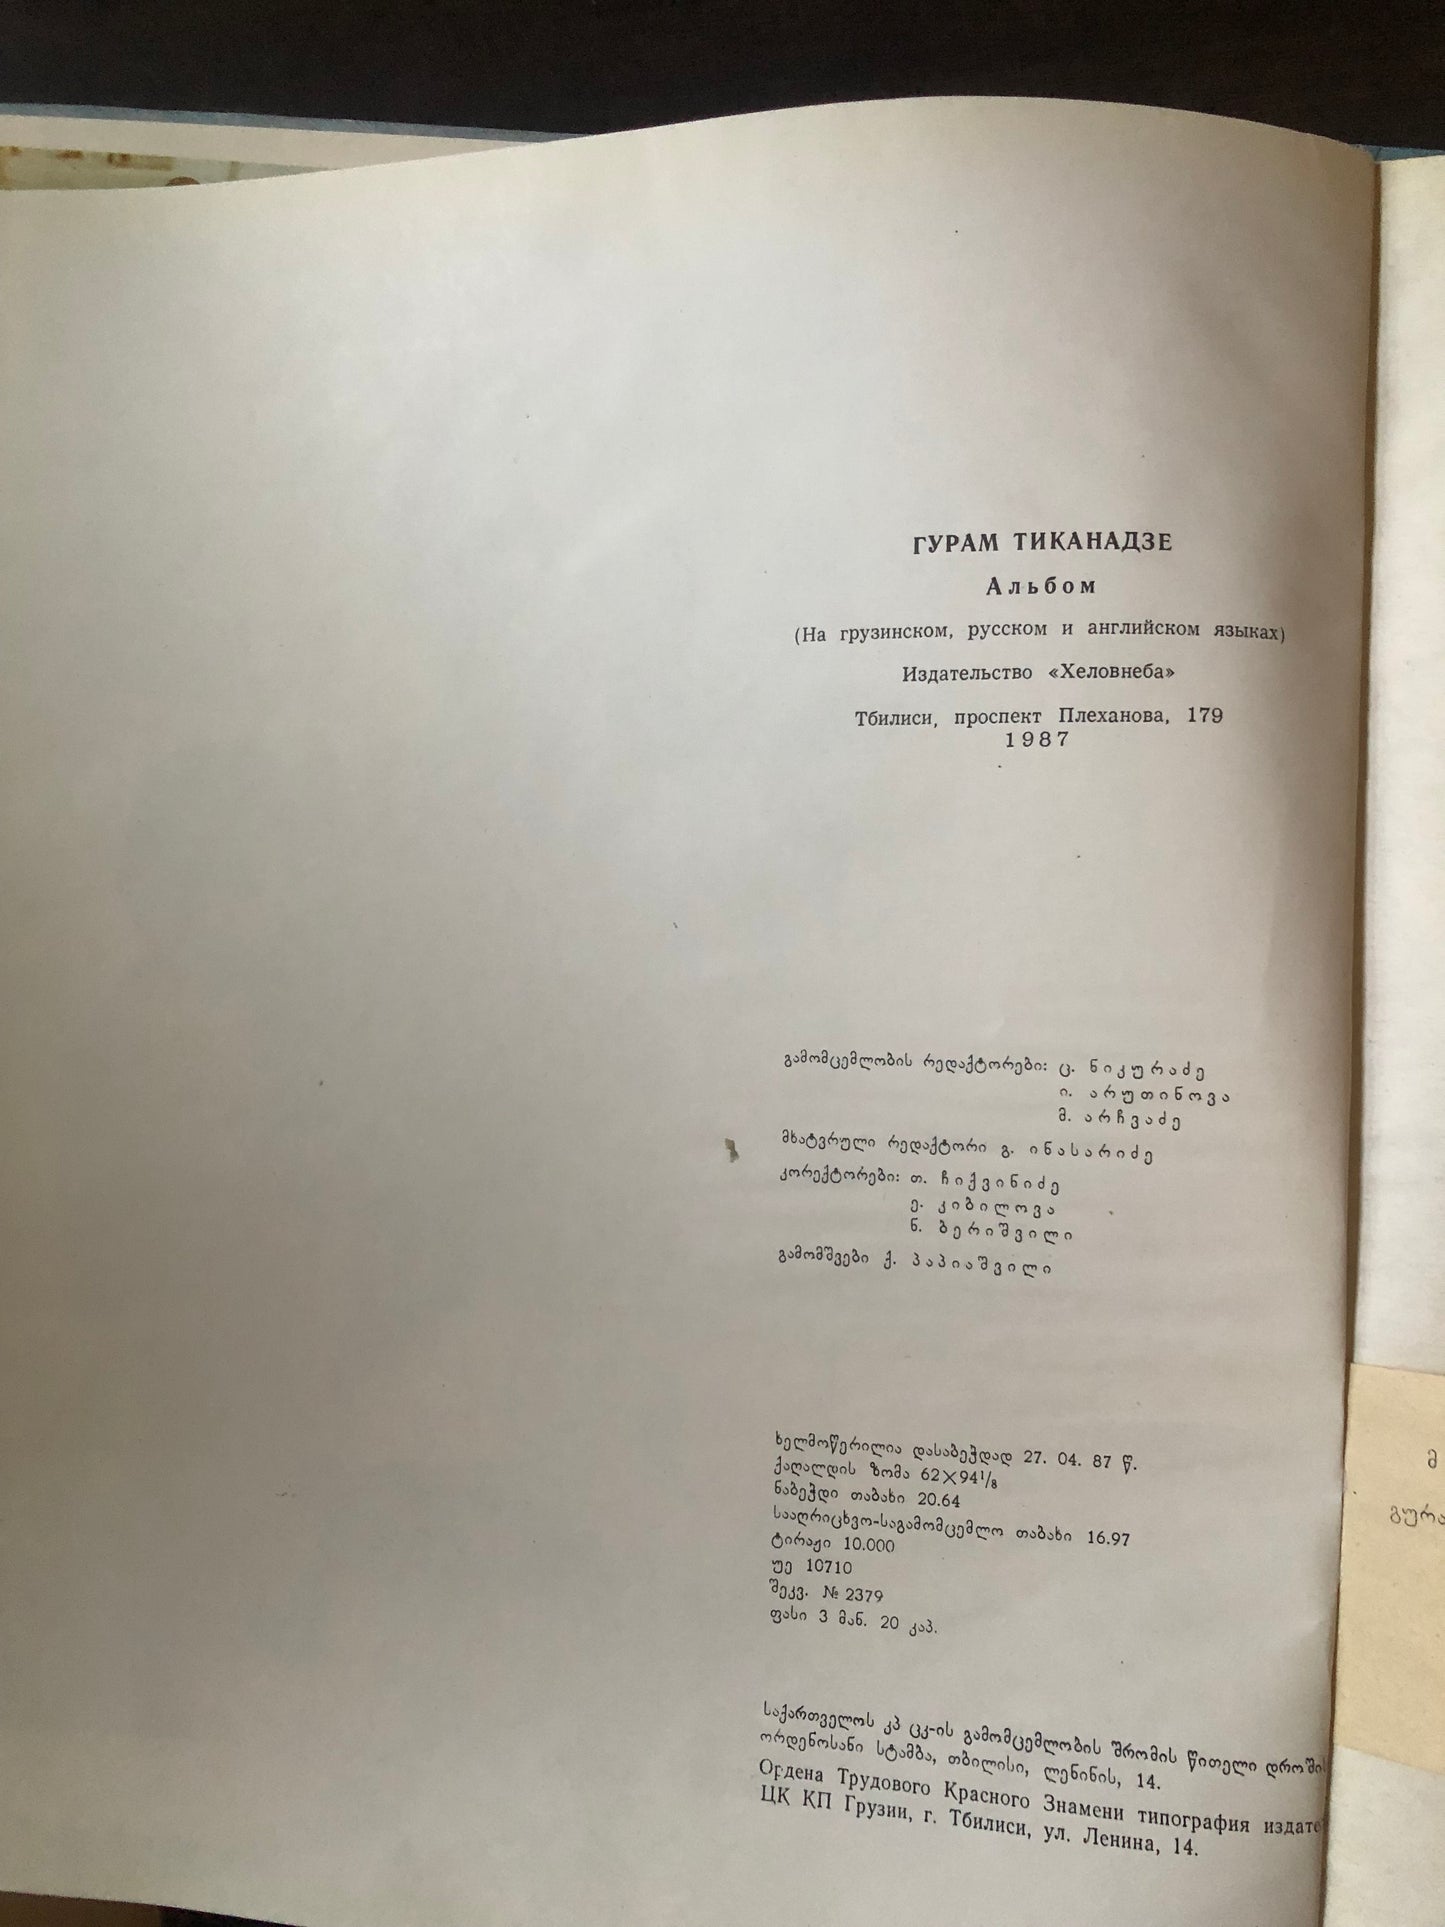 ГУРАМ ТИКАНАДЗЕ
Альбом
(На грузинском, русском и английском языках)
Издательство «Хеловнеба»
Тбилиси, проспект Плеханова, 179
1987
გამომცემლობის რედაქტორები: ც. ნიკურაძე
ი. არუთინოვა
მ. არჩვაძე
მხატვრული რედაქტორი გ. ინასარიძე
კორექტორები: თ. ჩიქვინიძე
ე. კიბილოვა
ნ. ბერიშვილი
გამომშვები ქ. პაპიაშვილი
ხელმოწერილია დასაბეჭდად 27. 04. 87 წ.
ქაღალდის ზომა 62×94¹/₈
ნაბეჭდი თაბახი 20.64
სააღრიცხვო-საგამომცემლო თაბახი 16.97
ტირაჟი 10.000
უე 10710
შეკვ. № 2379
ფასი 3 მან. 20 კაპ.
საქართველოს კპ ცკ-ის გამომცემლობის შრომის წითელი დროში
ორდენოსანი სტამბა, თბილისი, ლენინის, 14.
Ордена Трудового Красного Знамени типография издате
ЦК КП Грузии, г. Тбилиси, ул. Ленина, 14.
მ
გურა